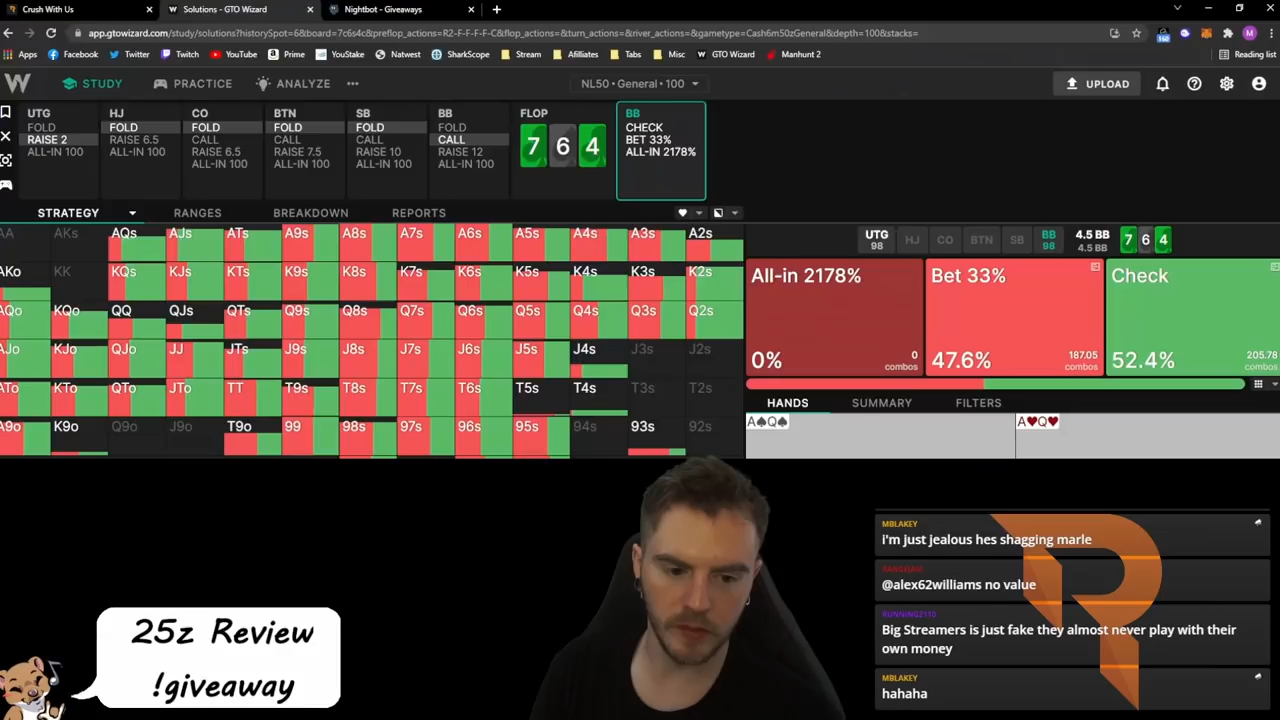 Crush With Us
Solutions - GTO Wizard
Nightbot - Giveaways
app.gtowizard.com/study/solutions?historySpot=6&board=7c6s4c&preflop_actions=R2-F-F-F-F-C&flop_actions=&turn_actions=&river_actions=&gametype=Cash6m50zGeneral&depth=100&stacks=
Apps Facebook Twitter Twitch YouTube Prime YouStake Natwest SharkScope Stream Affilliates Tabs Misc GTO Wizard Manhunt 2 Reading list
STUDY PRACTICE ANALYZE NL50 • General • 100 UPLOAD
UTG HJ CO BTN SB BB FLOP BB
FOLD FOLD FOLD FOLD FOLD FOLD CHECK
RAISE 2 RAISE 6.5 CALL CALL CALL CALL BET 33%
ALL-IN 100 ALL-IN 100 RAISE 6.5 RAISE 7.5 RAISE 10 RAISE 12 ALL-IN 2178%
ALL-IN 100 ALL-IN 100 ALL-IN 100 ALL-IN 100
7 6 4
STRATEGY RANGES BREAKDOWN REPORTS
AA AKs AQs AJs ATs A9s A8s A7s A6s A5s A4s A3s A2s
AKo KK KQs KJs KTs K9s K8s K7s K6s K5s K4s K3s K2s
AQo KQo QQ QJs QTs Q9s Q8s Q7s Q6s Q5s Q4s Q3s Q2s
AJo KJo QJo JJ JTs J9s J8s J7s J6s J5s J4s J3s J2s
ATo KTo QTo JTo TT T9s T8s T7s T6s T5s T4s T3s T2s
A9o K9o Q9o J9o T9o 99 98s 97s 96s 95s 94s 93s 92s
UTG 98 HJ CO BTN SB BB 98 4.5 BB 4.5 BB 7 6 4
All-in 2178% Bet 33% Check
0% 0 combos 47.6% 187.05 combos 52.4% 205.78 combos
HANDS SUMMARY FILTERS
A♠Q♠ A♥Q♥
MBLAKEY
i'm just jealous hes shagging marle
@alex62williams no value
RUNNING2110
Big Streamers is just fake they almost never play with their
own money
MBLAKEY
hahaha
25z Review
!giveaway